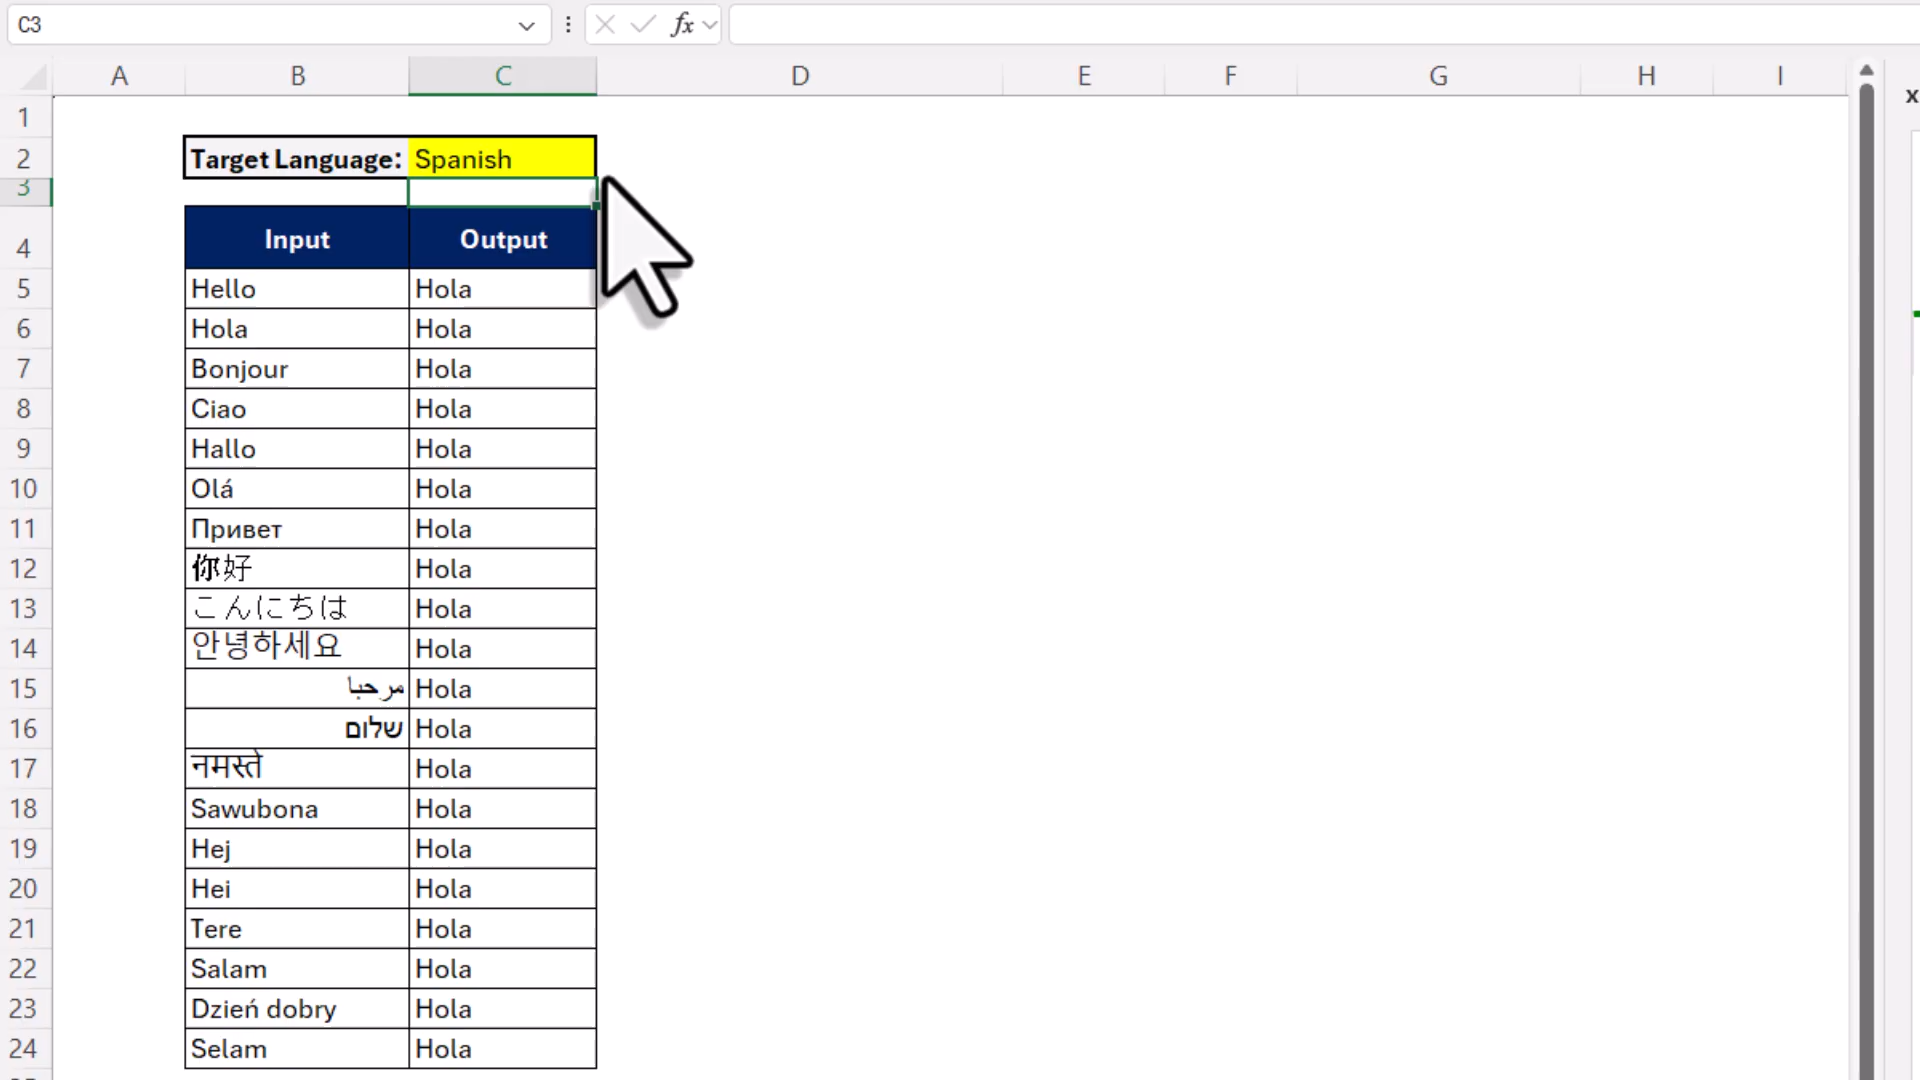 C3
fx
A B C D E F G H I
1
2 Target Language: Spanish
3
4 Input Output
5 Hello Hola
6 Hola Hola
7 Bonjour Hola
8 Ciao Hola
9 Hallo Hola
10 Olá Hola
11 Привет Hola
12 你好 Hola
13 こんにちは Hola
14 안녕하세요 Hola
15 مرحبا Hola
16 שלום Hola
17 नमस्ते Hola
18 Sawubona Hola
19 Hej Hola
20 Hei Hola
21 Tere Hola
22 Salam Hola
23 Dzień dobry Hola
24 Selam Hola